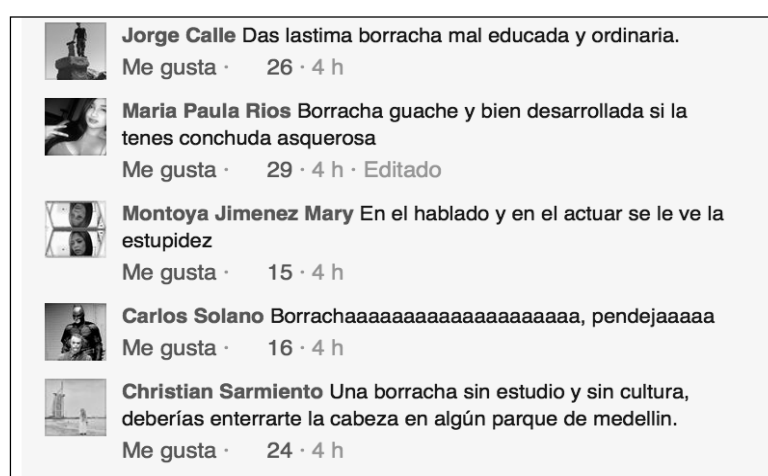 Jorge Calle Das lastima borracha mal educada y ordinaria.
Me gusta · 26 · 4 h
Maria Paula Rios Borracha guache y bien desarrollada si la
tenes conchuda asquerosa
Me gusta · 29 · 4 h · Editado
Montoya Jimenez Mary En el hablado y en el actuar se le ve la
estupidez
Me gusta · 15 · 4 h
Carlos Solano Borrachaaaaaaaaaaaaaaaaaaaaa, pendejaaaaa
Me gusta · 16 · 4 h
Christian Sarmiento Una borracha sin estudio y sin cultura,
deberías enterrarte la cabeza en algún parque de medellin.
Me gusta · 24 · 4 h